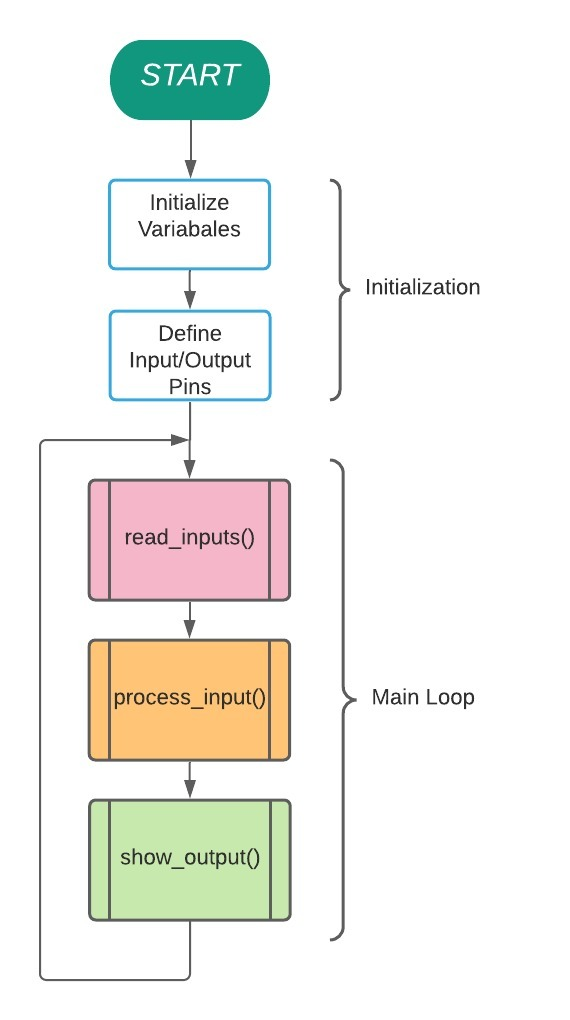 START
Initialize
Variabales
Initialization
Define
Input/Output
Pins
read_inputs()
process_input()
Main Loop
show_output()